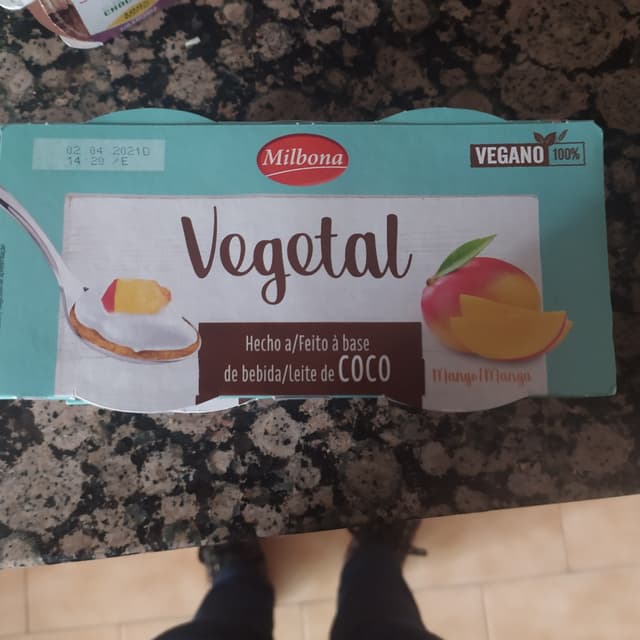 02 04 2021D
14:29 /E
Milbona
VEGANO 100%
Vegetal
Hecho a/Feito à base
de bebida/leite de COCO
Mango/Manga